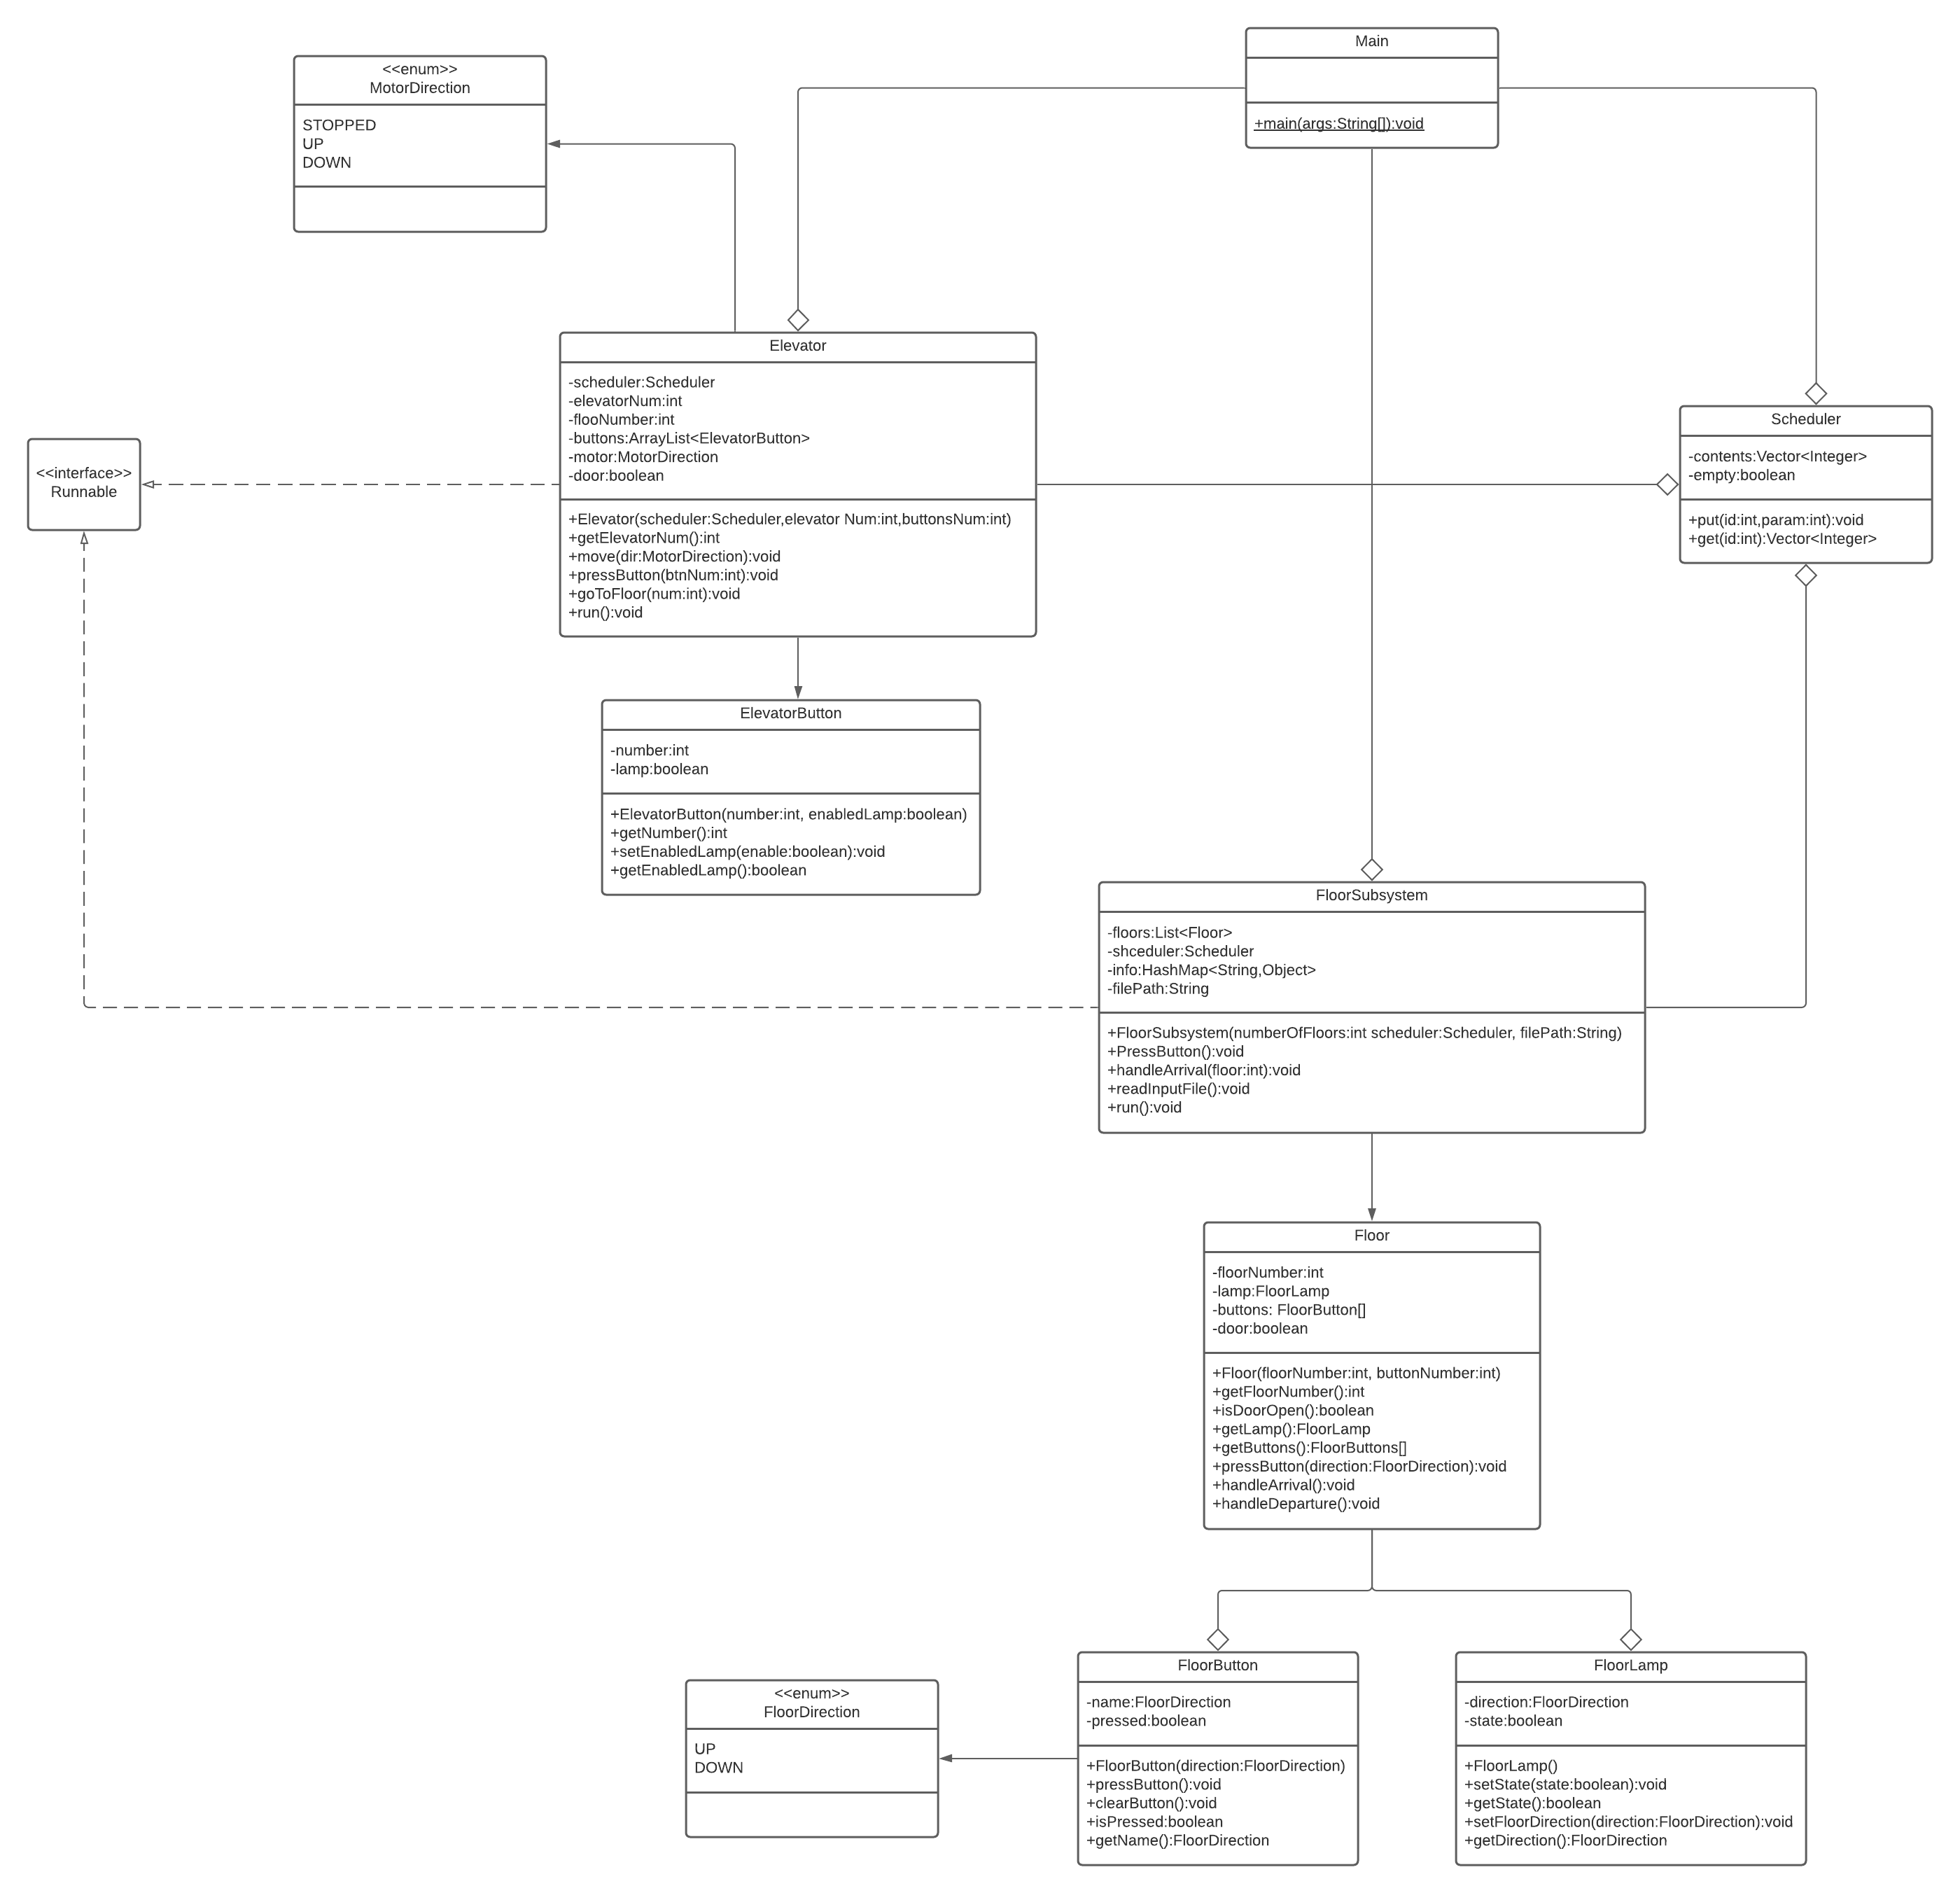 Main
+main(args:String[]):void
<<enum>>
MotorDirection
STOPPED
UP
DOWN
Elevator
-scheduler:Scheduler
-elevatorNum:int
-flooNumber:int
-buttons:ArrayList<ElevatorButton>
-motor:MotorDirection
-door:boolean
+Elevator(scheduler:Scheduler,elevator Num:int,buttonsNum:int)
+getElevatorNum():int
+move(dir:MotorDirection):void
+pressButton(btnNum:int):void
+goToFloor(num:int):void
+run():void
Scheduler
-contents:Vector<Integer>
-empty:boolean
+put(id:int,param:int):void
+get(id:int):Vector<Integer>
<<interface>>
Runnable
ElevatorButton
-number:int
-lamp:boolean
+ElevatorButton(number:int, enabledLamp:boolean)
+getNumber():int
+setEnabledLamp(enable:boolean):void
+getEnabledLamp():boolean
FloorSubsystem
-floors:List<Floor>
-shceduler:Scheduler
-info:HashMap<String,Object>
-filePath:String
+FloorSubsystem(numberOfFloors:int scheduler:Scheduler, filePath:String)
+PressButton():void
+handleArrival(floor:int):void
+readInputFile():void
+run():void
Floor
-floorNumber:int
-lamp:FloorLamp
-buttons: FloorButton[]
-door:boolean
+Floor(floorNumber:int, buttonNumber:int)
+getFloorNumber():int
+isDoorOpen():boolean
+getLamp():FloorLamp
+getButtons():FloorButtons[]
+pressButton(direction:FloorDirection):void
+handleArrival():void
+handleDeparture():void
<<enum>>
FloorDirection
UP
DOWN
FloorButton
-name:FloorDirection
-pressed:boolean
+FloorButton(direction:FloorDirection)
+pressButton():void
+clearButton():void
+isPressed:boolean
+getName():FloorDirection
FloorLamp
-direction:FloorDirection
-state:boolean
+FloorLamp()
+setState(state:boolean):void
+getState():boolean
+setFloorDirection(direction:FloorDirection):void
+getDirection():FloorDirection